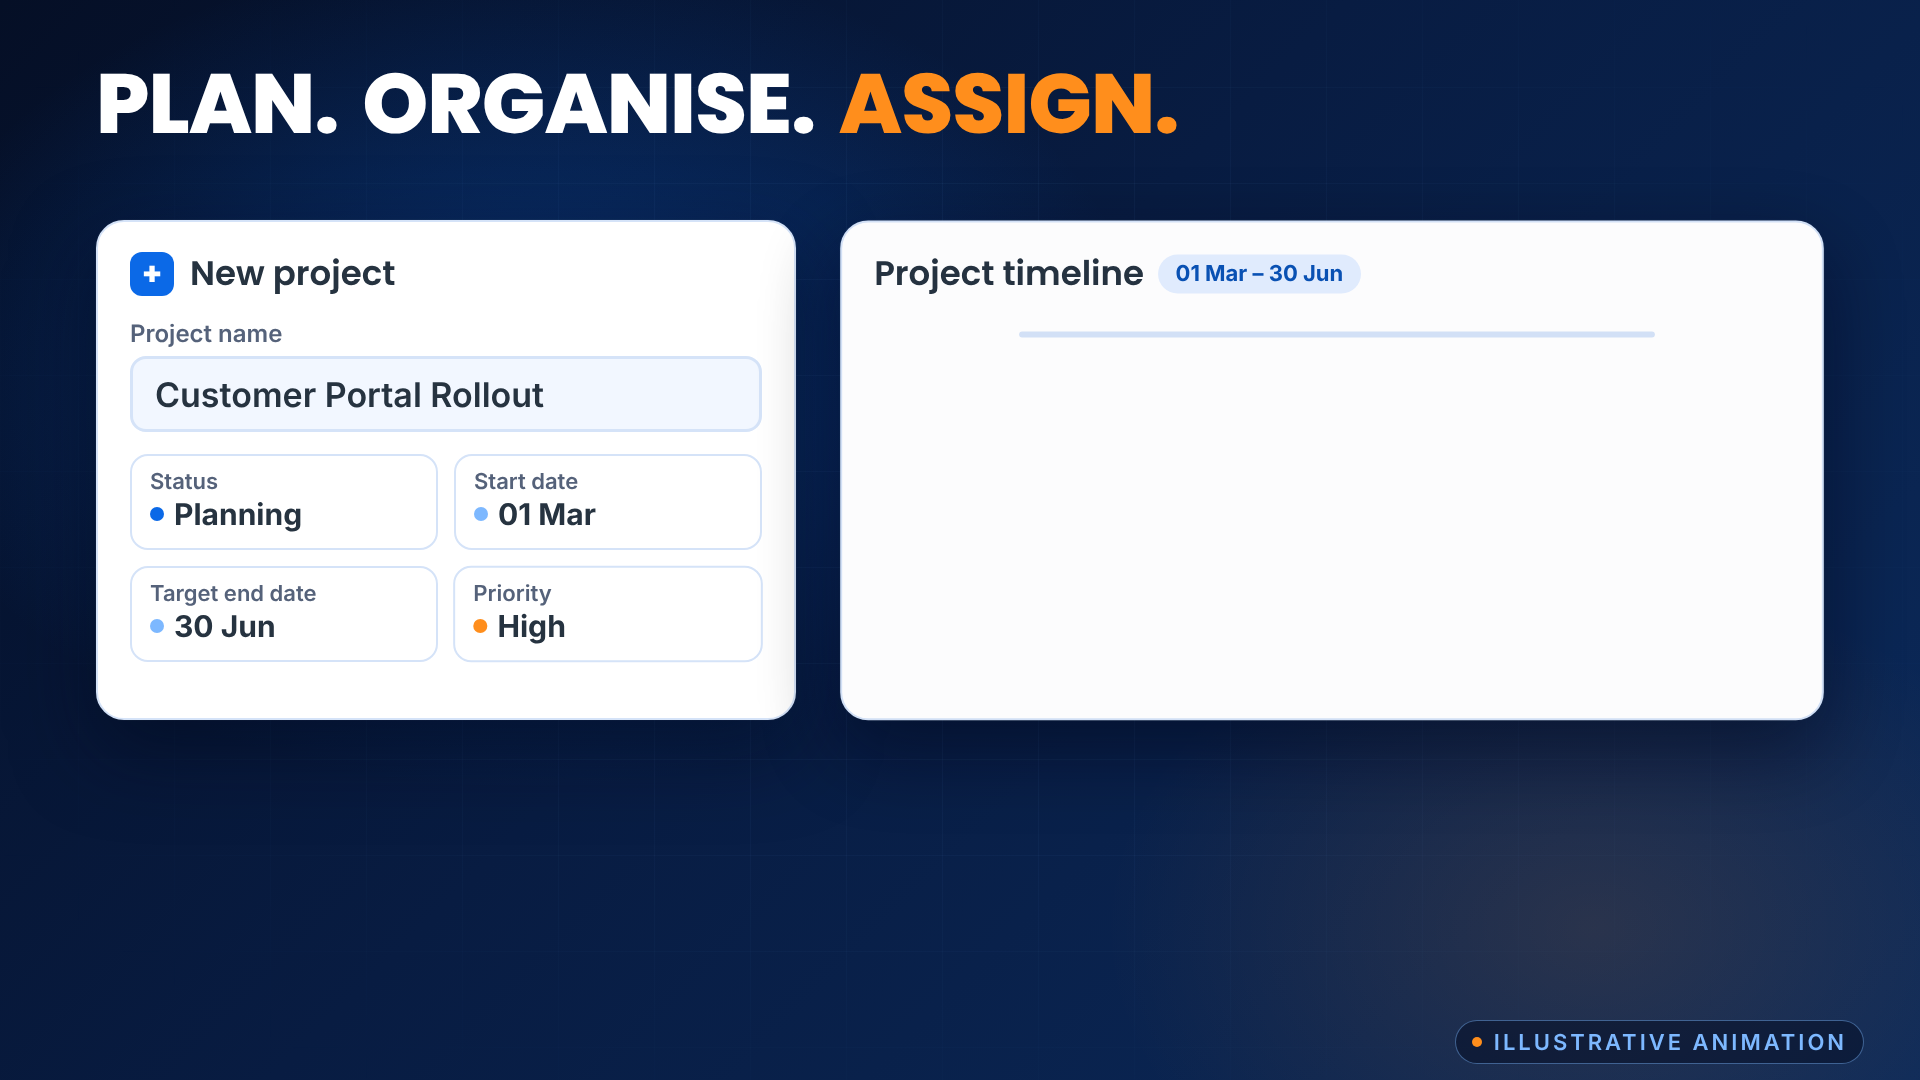 PLAN. ORGANISE. ASSIGN.
New project
Project name
Customer Portal Rollout
Status
Planning
Start date
01 Mar
Target end date
30 Jun
Priority
High
Project timeline
01 Mar – 30 Jun
ILLUSTRATIVE ANIMATION